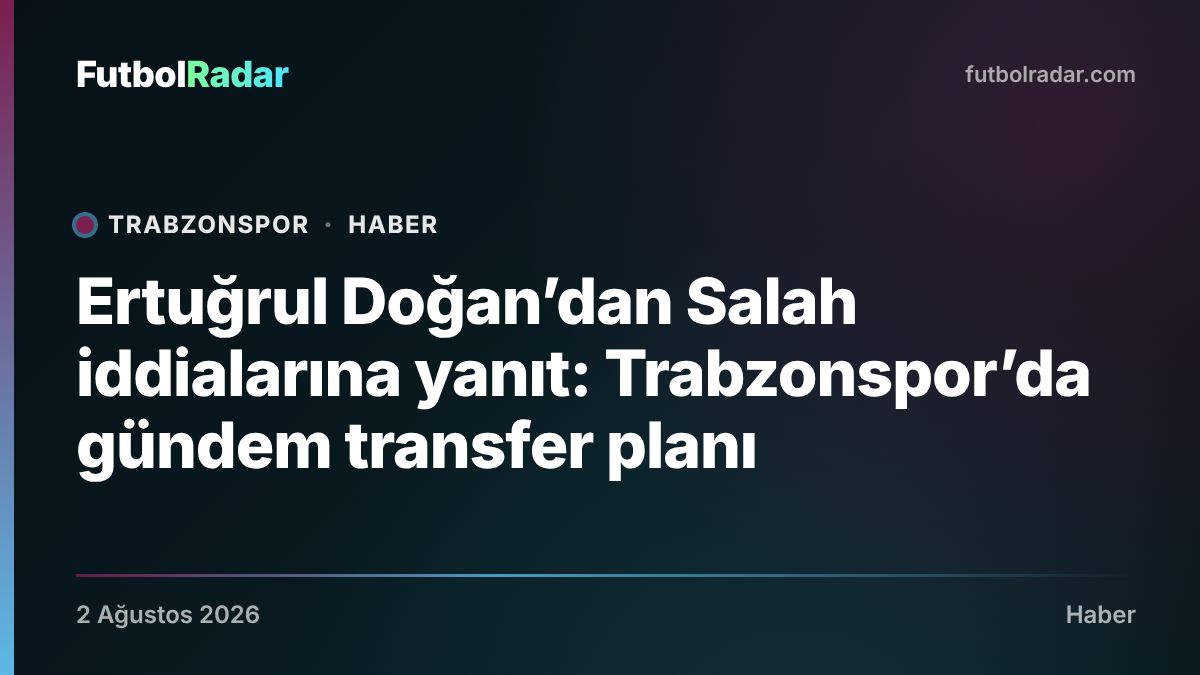 FutbolRadar
futbolradar.com
TRABZONSPOR · HABER
Ertuğrul Doğan’dan Salah
iddialarına yanıt: Trabzonspor’da
gündem transfer planı
2 Ağustos 2026
Haber